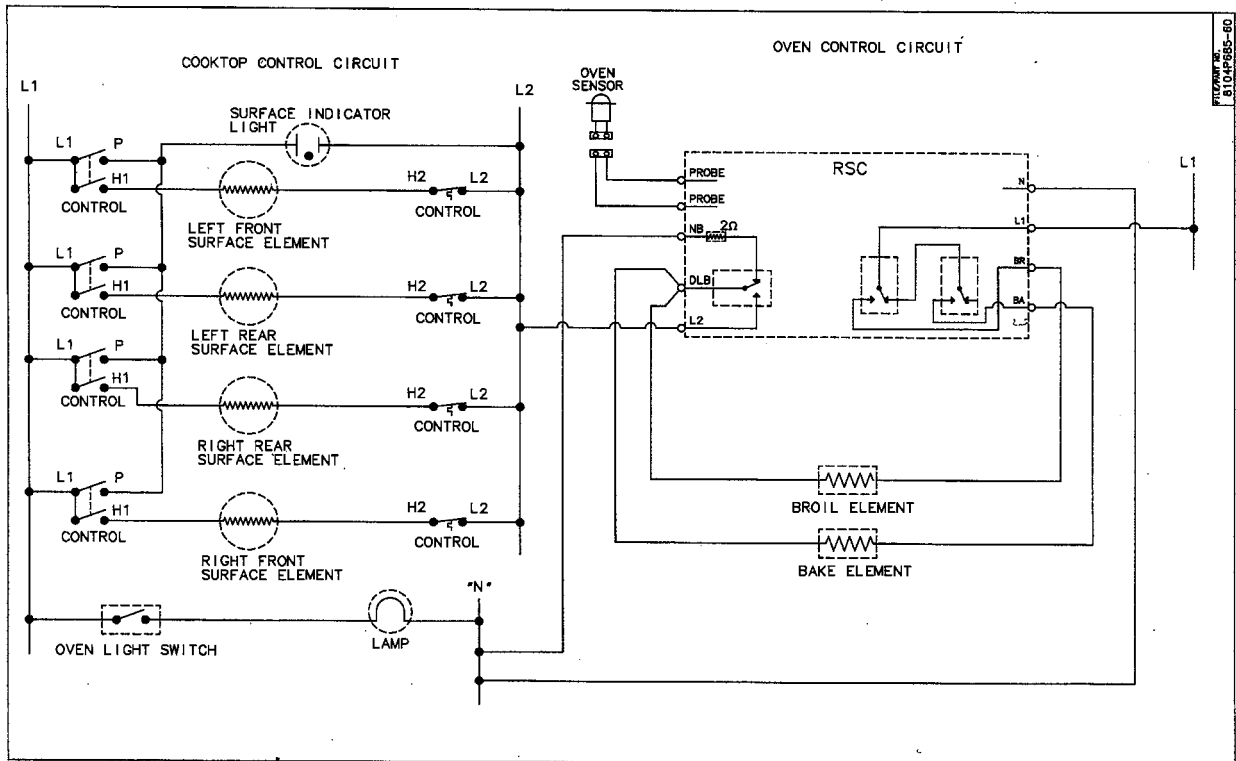 COOKTOP CONTROL CIRCUIT
OVEN CONTROL CIRCUIT
8104P685-60
L1
L2
SURFACE INDICATOR
LIGHT
L1 P
H1
CONTROL
LEFT FRONT
SURFACE ELEMENT
H2 L2
CONTROL
L1 P
H1
CONTROL
LEFT REAR
SURFACE ELEMENT
H2 L2
CONTROL
L1 P
H1
CONTROL
RIGHT REAR
SURFACE ELEMENT
H2 L2
CONTROL
L1 P
H1
CONTROL
RIGHT FRONT
SURFACE ELEMENT
H2 L2
CONTROL
OVEN LIGHT SWITCH
LAMP
"N"
OVEN
SENSOR
RSC
PROBE
PROBE
NB 2Ω
DLB
L2
N
L1
BR
BA
L1
BROIL ELEMENT
BAKE ELEMENT